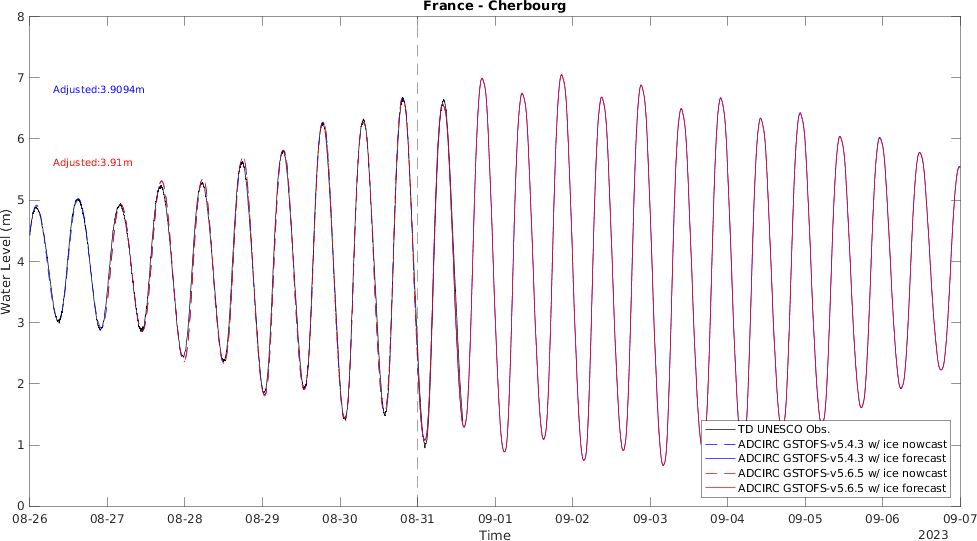 France - Cherbourg
8
7
6
5
4
3
2
1
0
Water Level (m)
Adjusted:3.9094m
Adjusted:3.91m
TD UNESCO Obs.
ADCIRC GSTOFS-v5.4.3 w/ ice nowcast
ADCIRC GSTOFS-v5.4.3 w/ ice forecast
ADCIRC GSTOFS-v5.6.5 w/ ice nowcast
ADCIRC GSTOFS-v5.6.5 w/ ice forecast
08-26 08-27 08-28 08-29 08-30 08-31 09-01 09-02 09-03 09-04 09-05 09-06 09-07
Time
2023